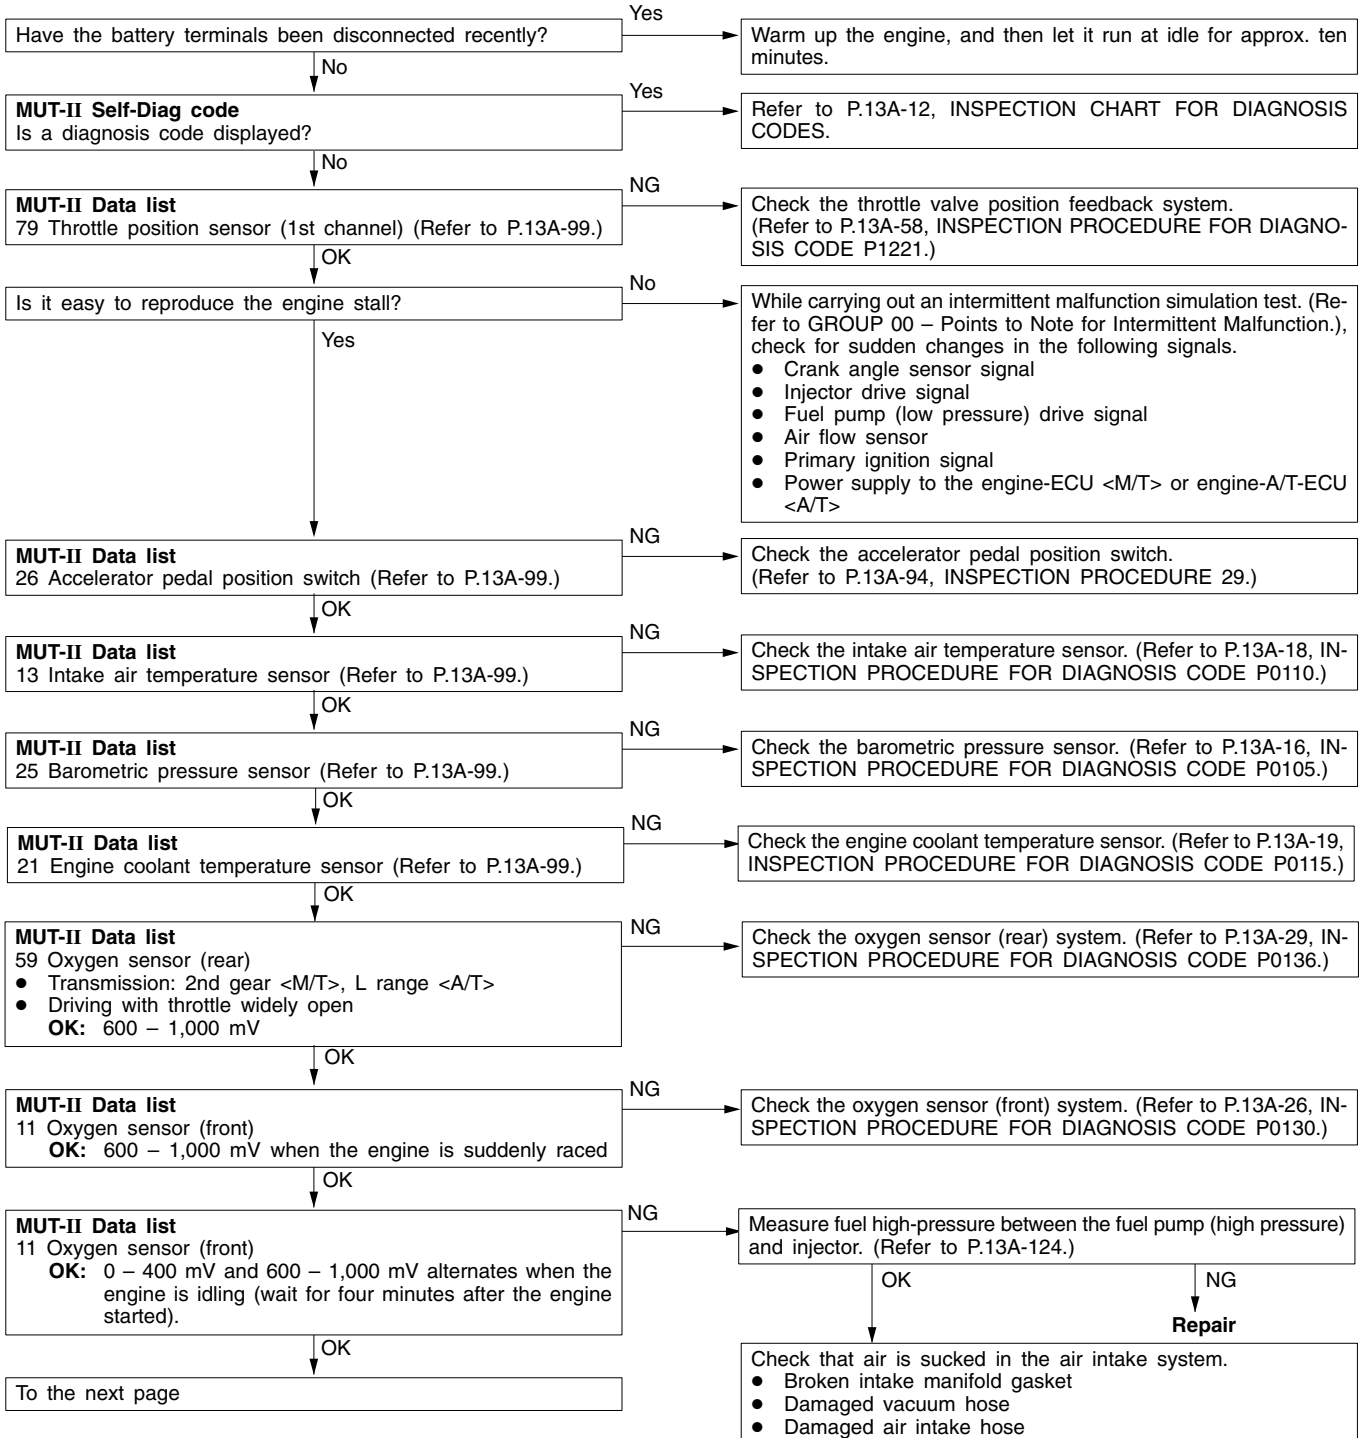 Have the battery terminals been disconnected recently?
Yes
Warm up the engine, and then let it run at idle for approx. ten
minutes.
No
MUT-II Self-Diag code
Is a diagnosis code displayed?
Yes
Refer to P.13A-12, INSPECTION CHART FOR DIAGNOSIS
CODES.
No
MUT-II Data list
79 Throttle position sensor (1st channel) (Refer to P.13A-99.)
NG
Check the throttle valve position feedback system.
(Refer to P.13A-58, INSPECTION PROCEDURE FOR DIAGNO-
SIS CODE P1221.)
OK
Is it easy to reproduce the engine stall?
No
While carrying out an intermittent malfunction simulation test. (Re-
fer to GROUP 00 – Points to Note for Intermittent Malfunction.),
check for sudden changes in the following signals.
● Crank angle sensor signal
● Injector drive signal
● Fuel pump (low pressure) drive signal
● Air flow sensor
● Primary ignition signal
● Power supply to the engine-ECU <M/T> or engine-A/T-ECU
<A/T>
Yes
MUT-II Data list
26 Accelerator pedal position switch (Refer to P.13A-99.)
NG
Check the accelerator pedal position switch.
(Refer to P.13A-94, INSPECTION PROCEDURE 29.)
OK
MUT-II Data list
13 Intake air temperature sensor (Refer to P.13A-99.)
NG
Check the intake air temperature sensor. (Refer to P.13A-18, IN-
SPECTION PROCEDURE FOR DIAGNOSIS CODE P0110.)
OK
MUT-II Data list
25 Barometric pressure sensor (Refer to P.13A-99.)
NG
Check the barometric pressure sensor. (Refer to P.13A-16, IN-
SPECTION PROCEDURE FOR DIAGNOSIS CODE P0105.)
OK
MUT-II Data list
21 Engine coolant temperature sensor (Refer to P.13A-99.)
NG
Check the engine coolant temperature sensor. (Refer to P.13A-19,
INSPECTION PROCEDURE FOR DIAGNOSIS CODE P0115.)
OK
MUT-II Data list
59 Oxygen sensor (rear)
● Transmission: 2nd gear <M/T>, L range <A/T>
● Driving with throttle widely open
OK: 600 – 1,000 mV
NG
Check the oxygen sensor (rear) system. (Refer to P.13A-29, IN-
SPECTION PROCEDURE FOR DIAGNOSIS CODE P0136.)
OK
MUT-II Data list
11 Oxygen sensor (front)
OK: 600 – 1,000 mV when the engine is suddenly raced
NG
Check the oxygen sensor (front) system. (Refer to P.13A-26, IN-
SPECTION PROCEDURE FOR DIAGNOSIS CODE P0130.)
OK
MUT-II Data list
11 Oxygen sensor (front)
OK: 0 – 400 mV and 600 – 1,000 mV alternates when the
engine is idling (wait for four minutes after the engine
started).
NG
Measure fuel high-pressure between the fuel pump (high pressure)
and injector. (Refer to P.13A-124.)
OK
NG
Repair
OK
To the next page
Check that air is sucked in the air intake system.
● Broken intake manifold gasket
● Damaged vacuum hose
● Damaged air intake hose